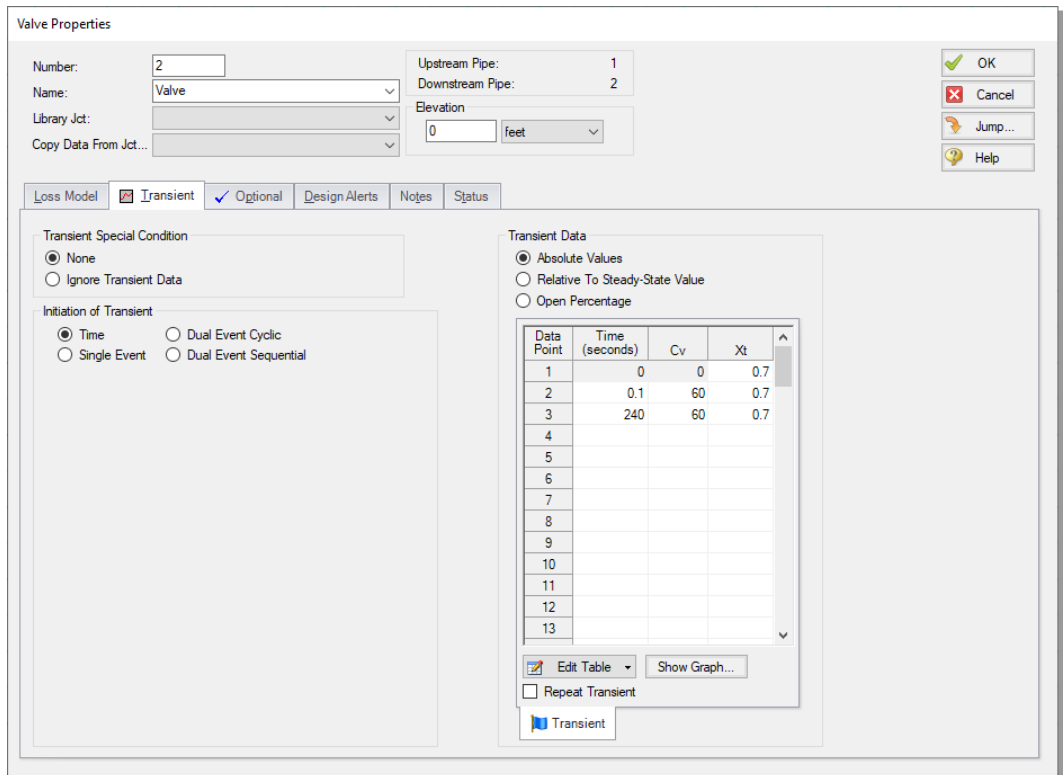 Valve Properties
Number: 2
Name: Valve
Library Jct:
Copy Data From Jct...
Upstream Pipe: 1
Downstream Pipe: 2
Elevation
0 feet
OK
Cancel
Jump...
Help
Loss Model Transient Optional Design Alerts Notes Status
Transient Special Condition
None
Ignore Transient Data
Initiation of Transient
Time Dual Event Cyclic
Single Event Dual Event Sequential
Transient Data
Absolute Values
Relative To Steady-State Value
Open Percentage
Data Point Time (seconds) Cv Xt
1 0 0 0.7
2 0.1 60 0.7
3 240 60 0.7
4
5
6
7
8
9
10
11
12
13
Edit Table Show Graph...
Repeat Transient
Transient